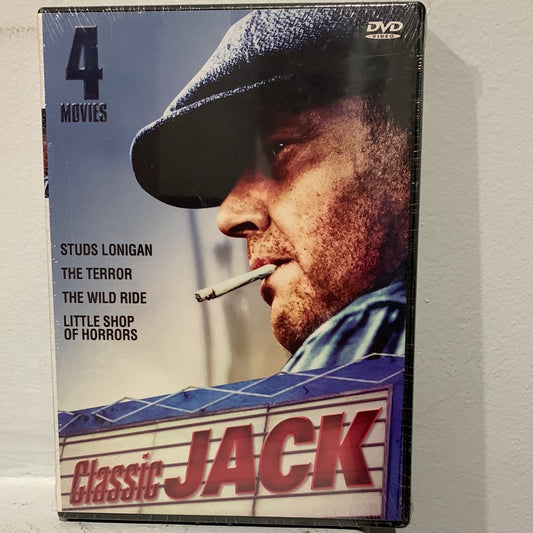 4
MOVIES
DVD
VIDEO
STUDS LONIGAN
THE TERROR
THE WILD RIDE
LITTLE SHOP
OF HORRORS
Classic JACK